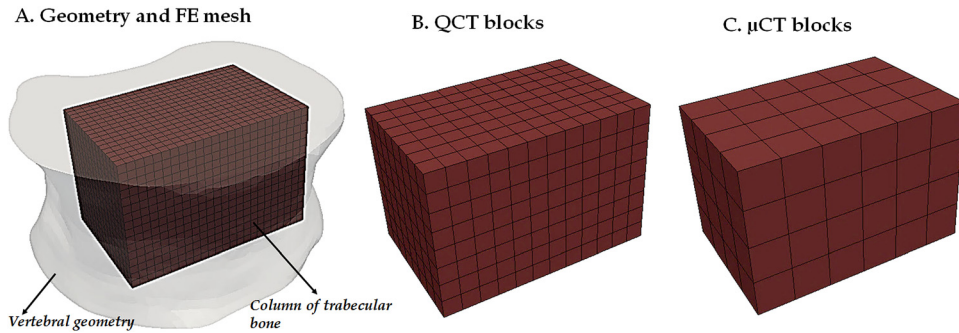 A. Geometry and FE mesh
B. QCT blocks
C. μCT blocks
Vertebral geometry
Column of trabecular
bone